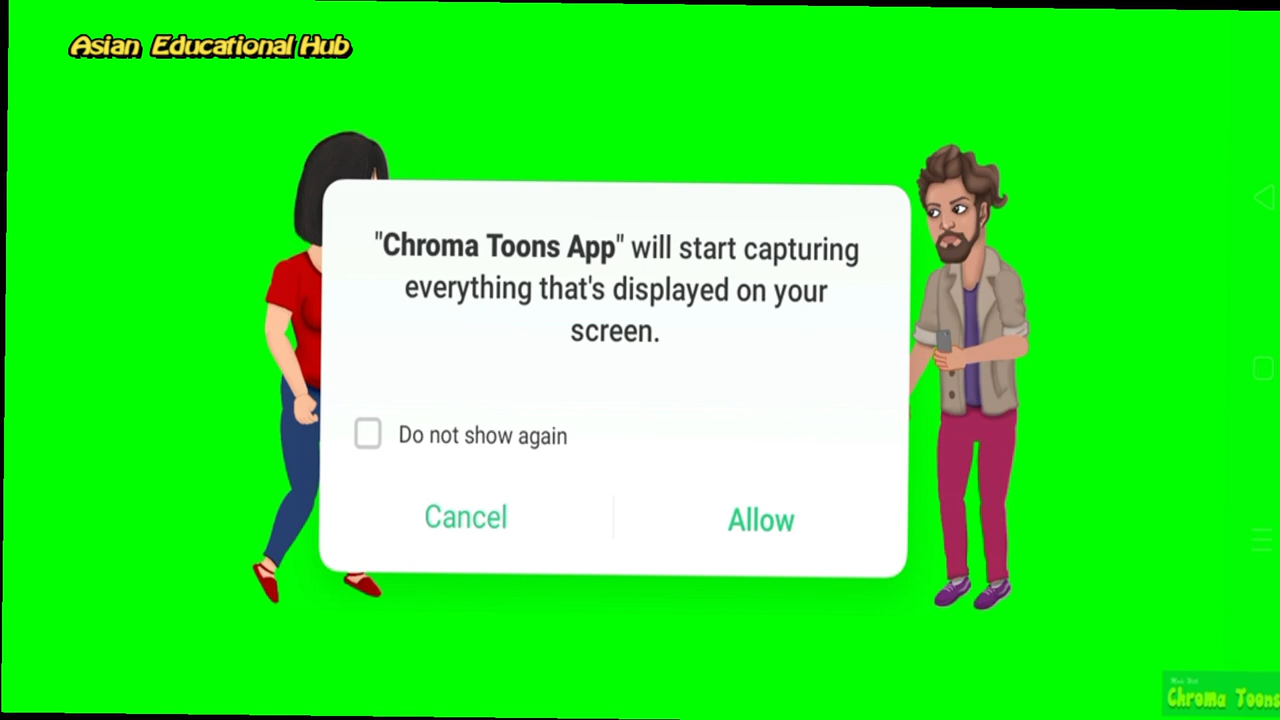 Asian Educational Hub
"Chroma Toons App" will start capturing
everything that's displayed on your
screen.
Do not show again
Cancel
Allow
Chroma Toons